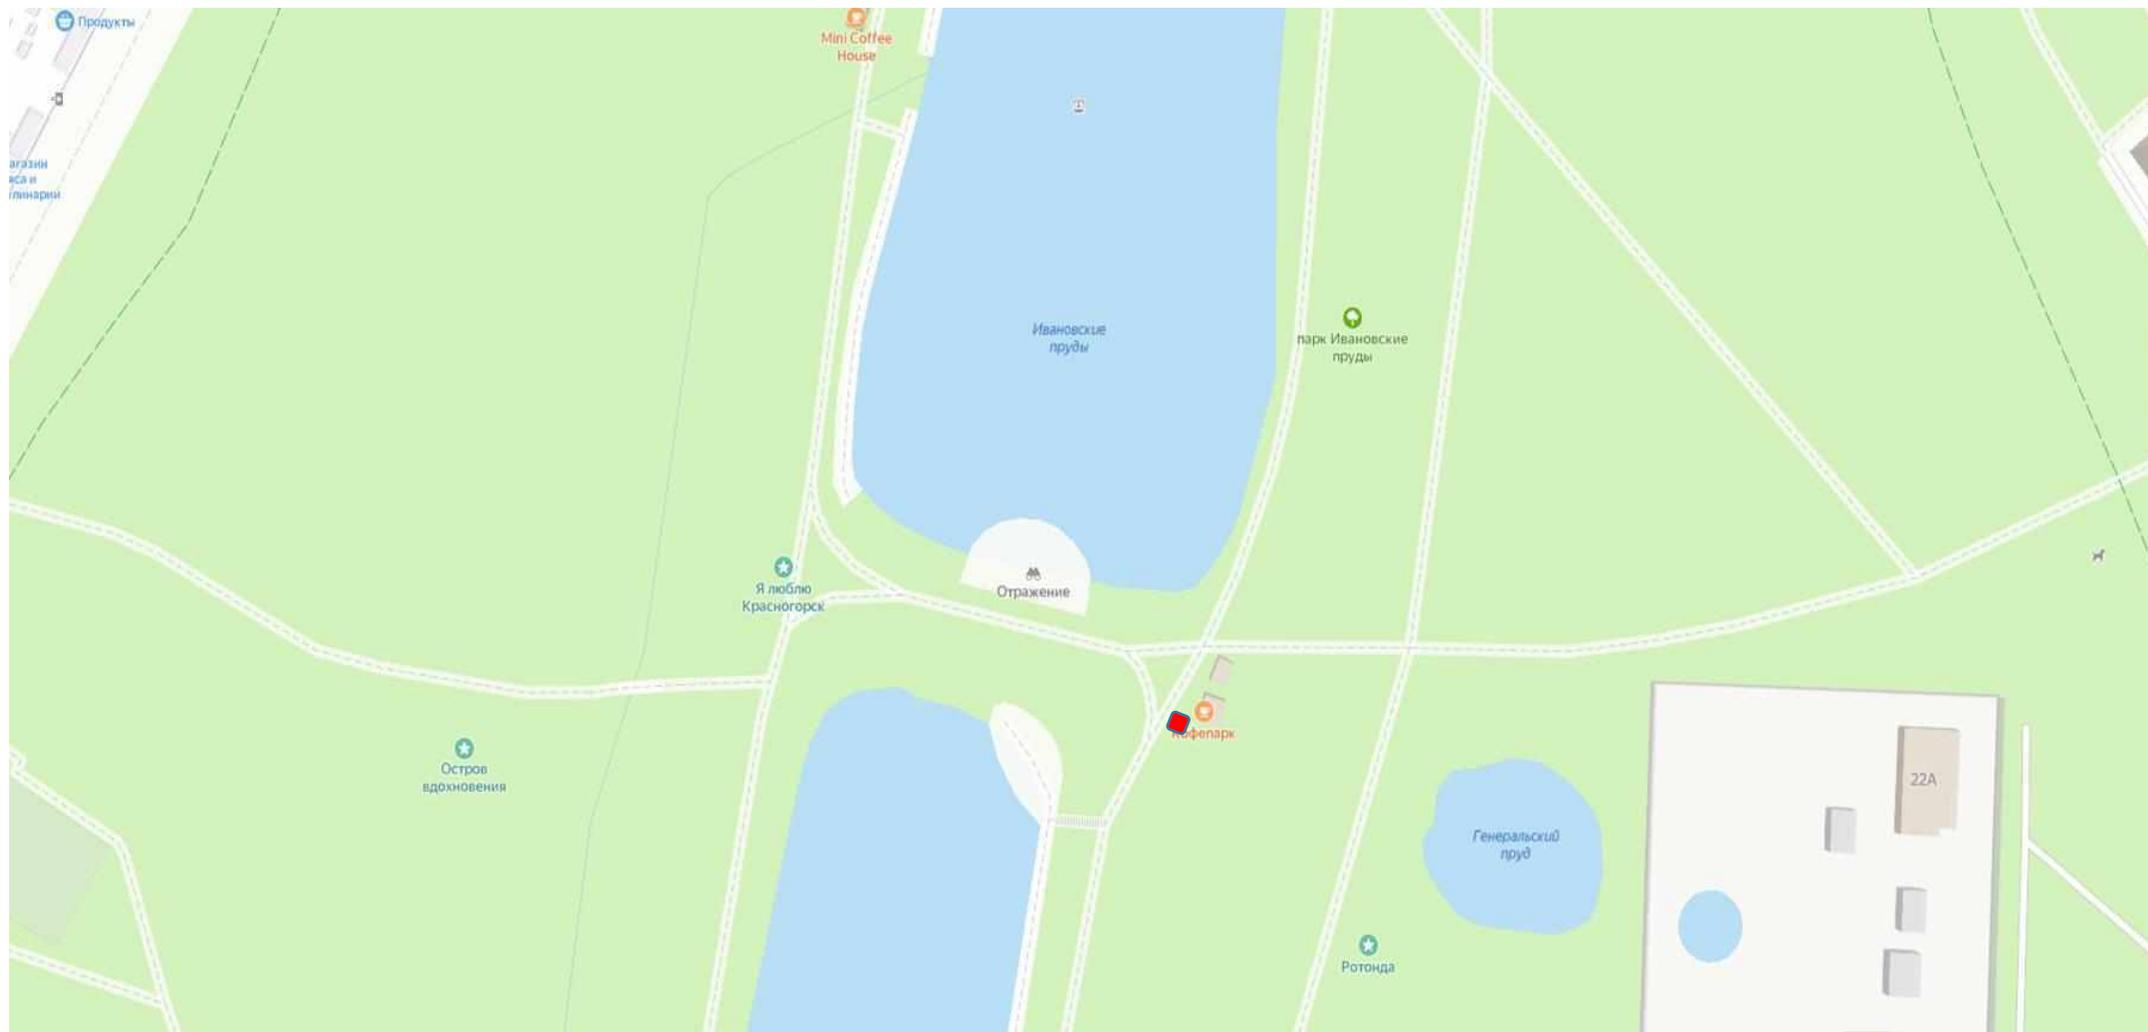 Продукты
Mini Coffee
House
агазин
яса и
линарии
Ивановские
пруды
парк Ивановские
пруды
Отражение
Я люблю
Красногорск
Остров
вдохновения
Кофепарк
22А
Генеральский
пруд
Ротонда